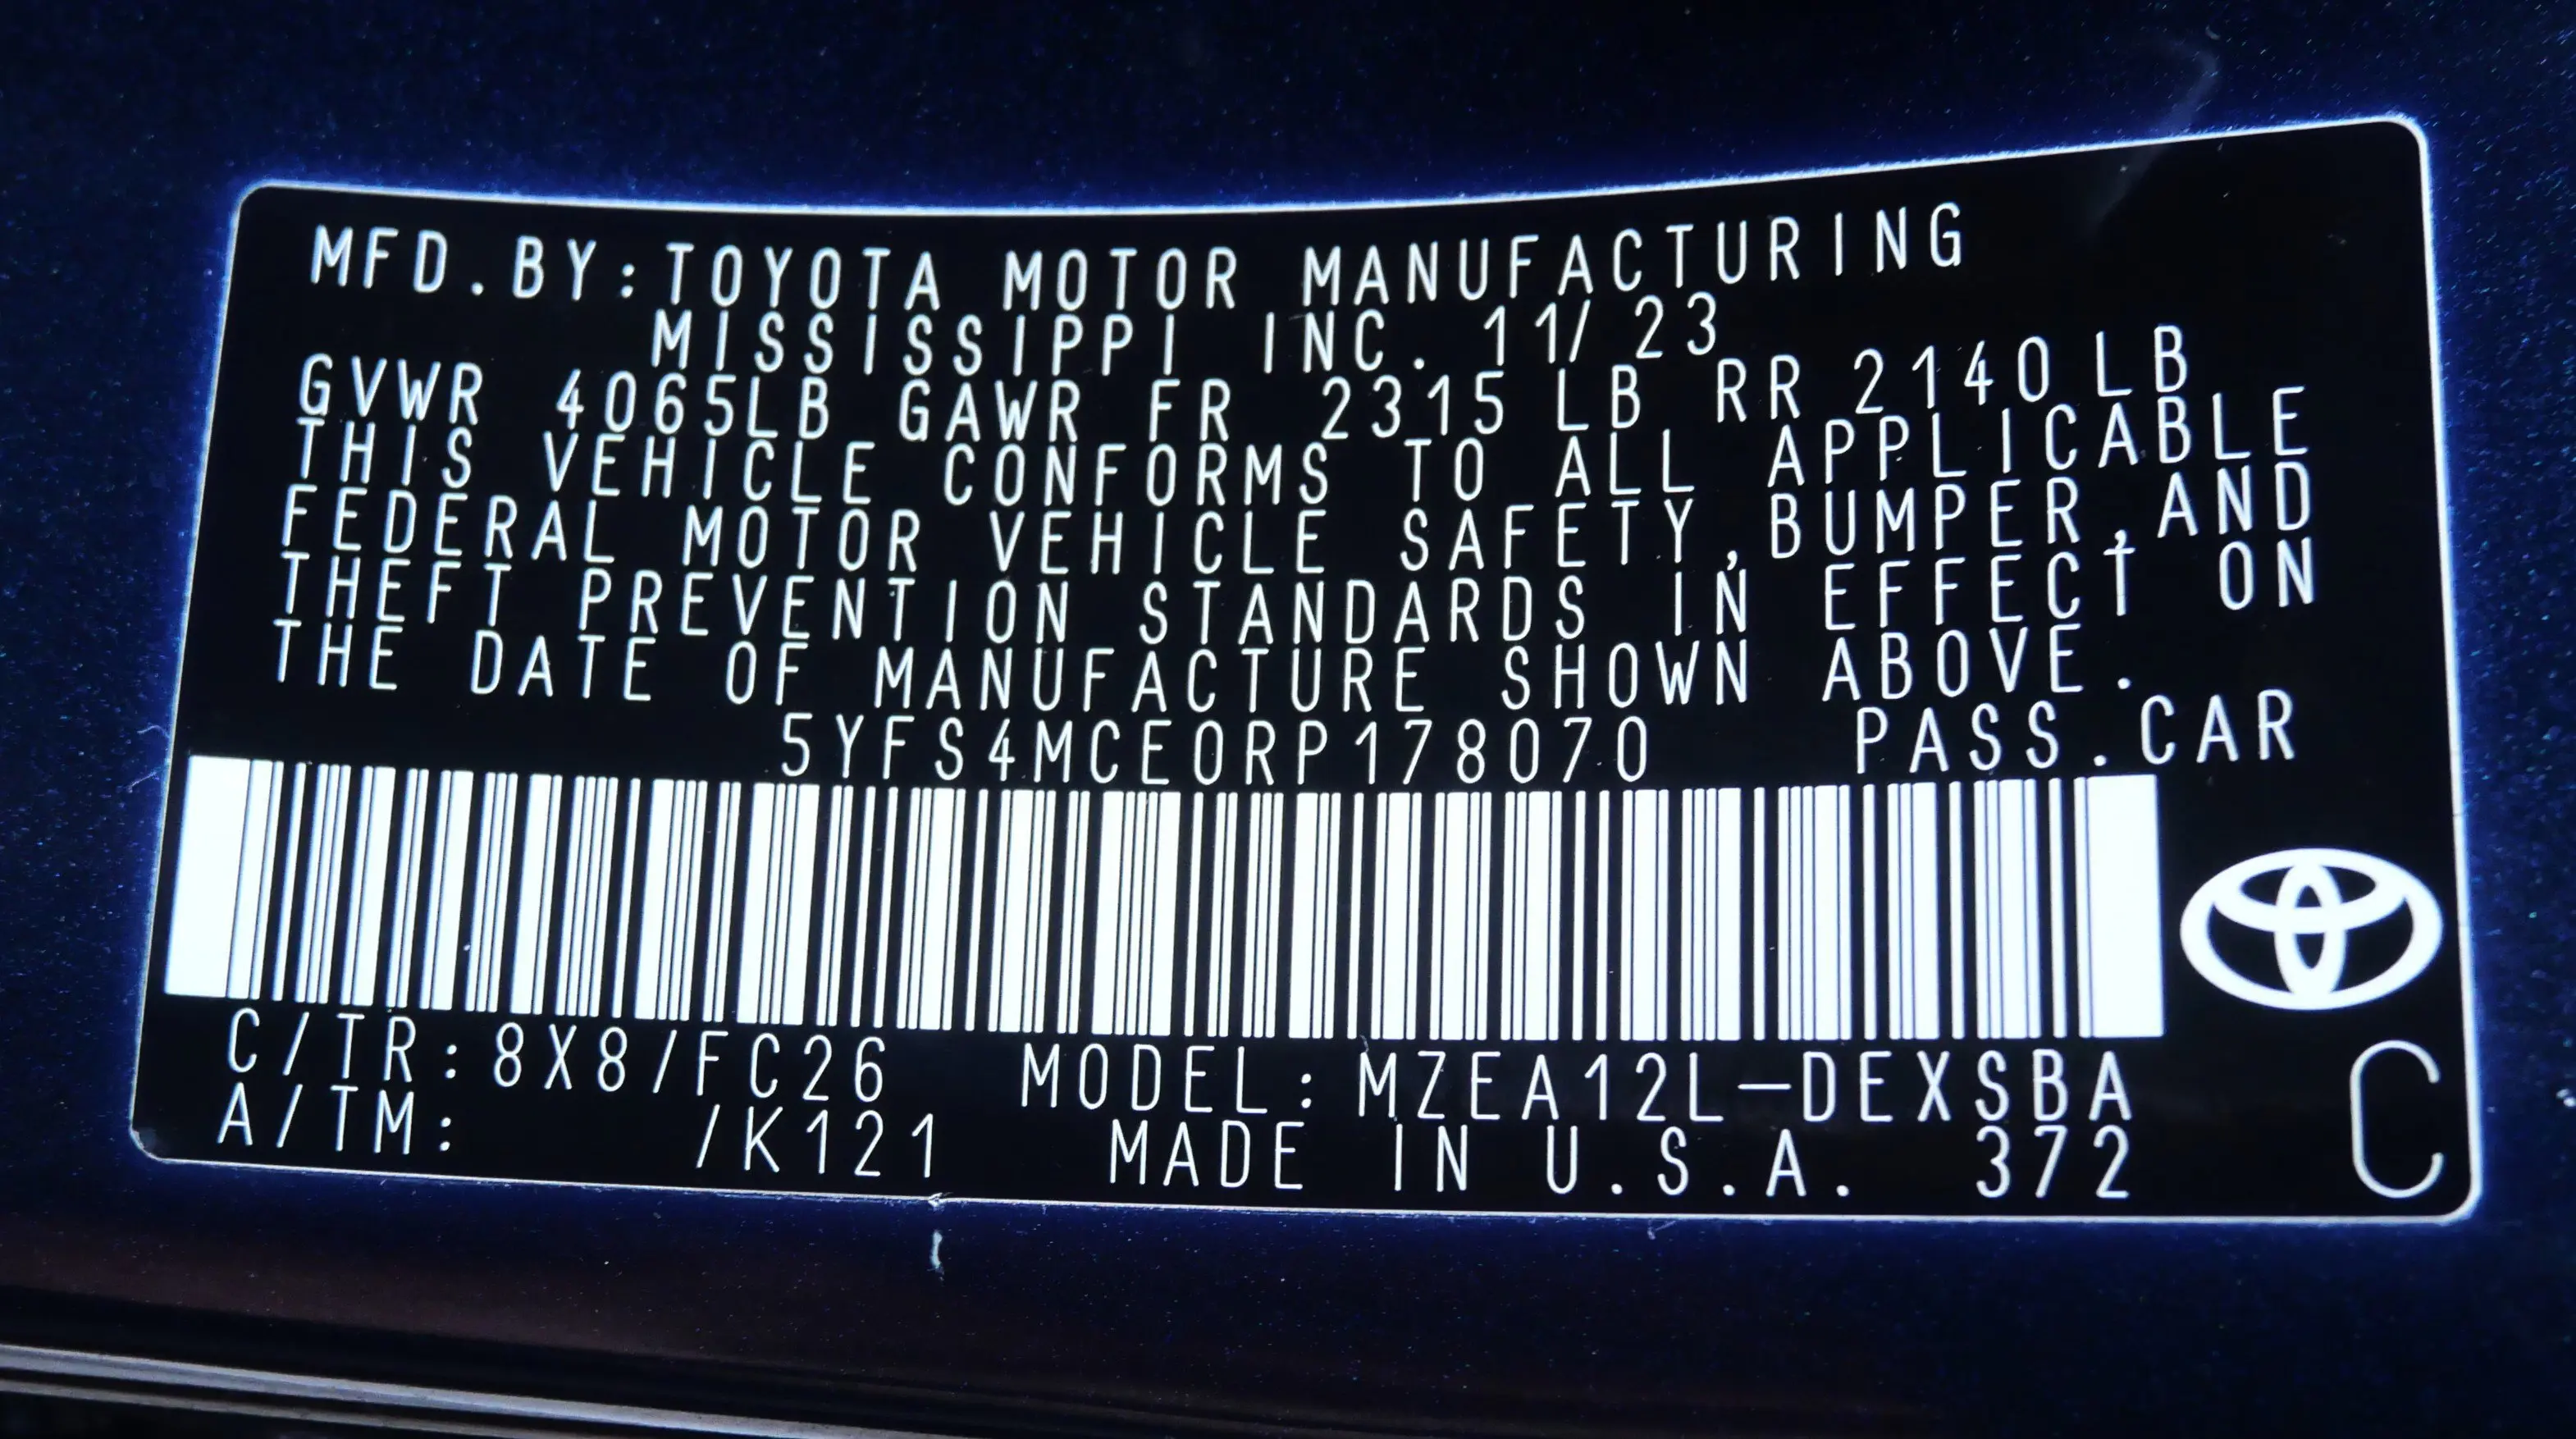 MFD.BY:TOYOTA MOTOR MANUFACTURING
MISSISSIPPI INC. 11/ 23
GVWR 4065LB GAWR FR 2315 LB RR 2140 LB
THIS VEHICLE CONFORMS TO ALL APPLICABLE
FEDERAL MOTOR VEHICLE SAFETY,BUMPER,AND
THEFT PREVENTION STANDARDS IN EFFECT ON
THE DATE OF MANUFACTURE SHOWN ABOVE.
5YFS4MCE0RP178070 PASS.CAR
C/TR:8X8/FC26 MODEL:MZEA12L-DEXSBA
A/TM: /K121 MADE IN U.S.A. 372
C